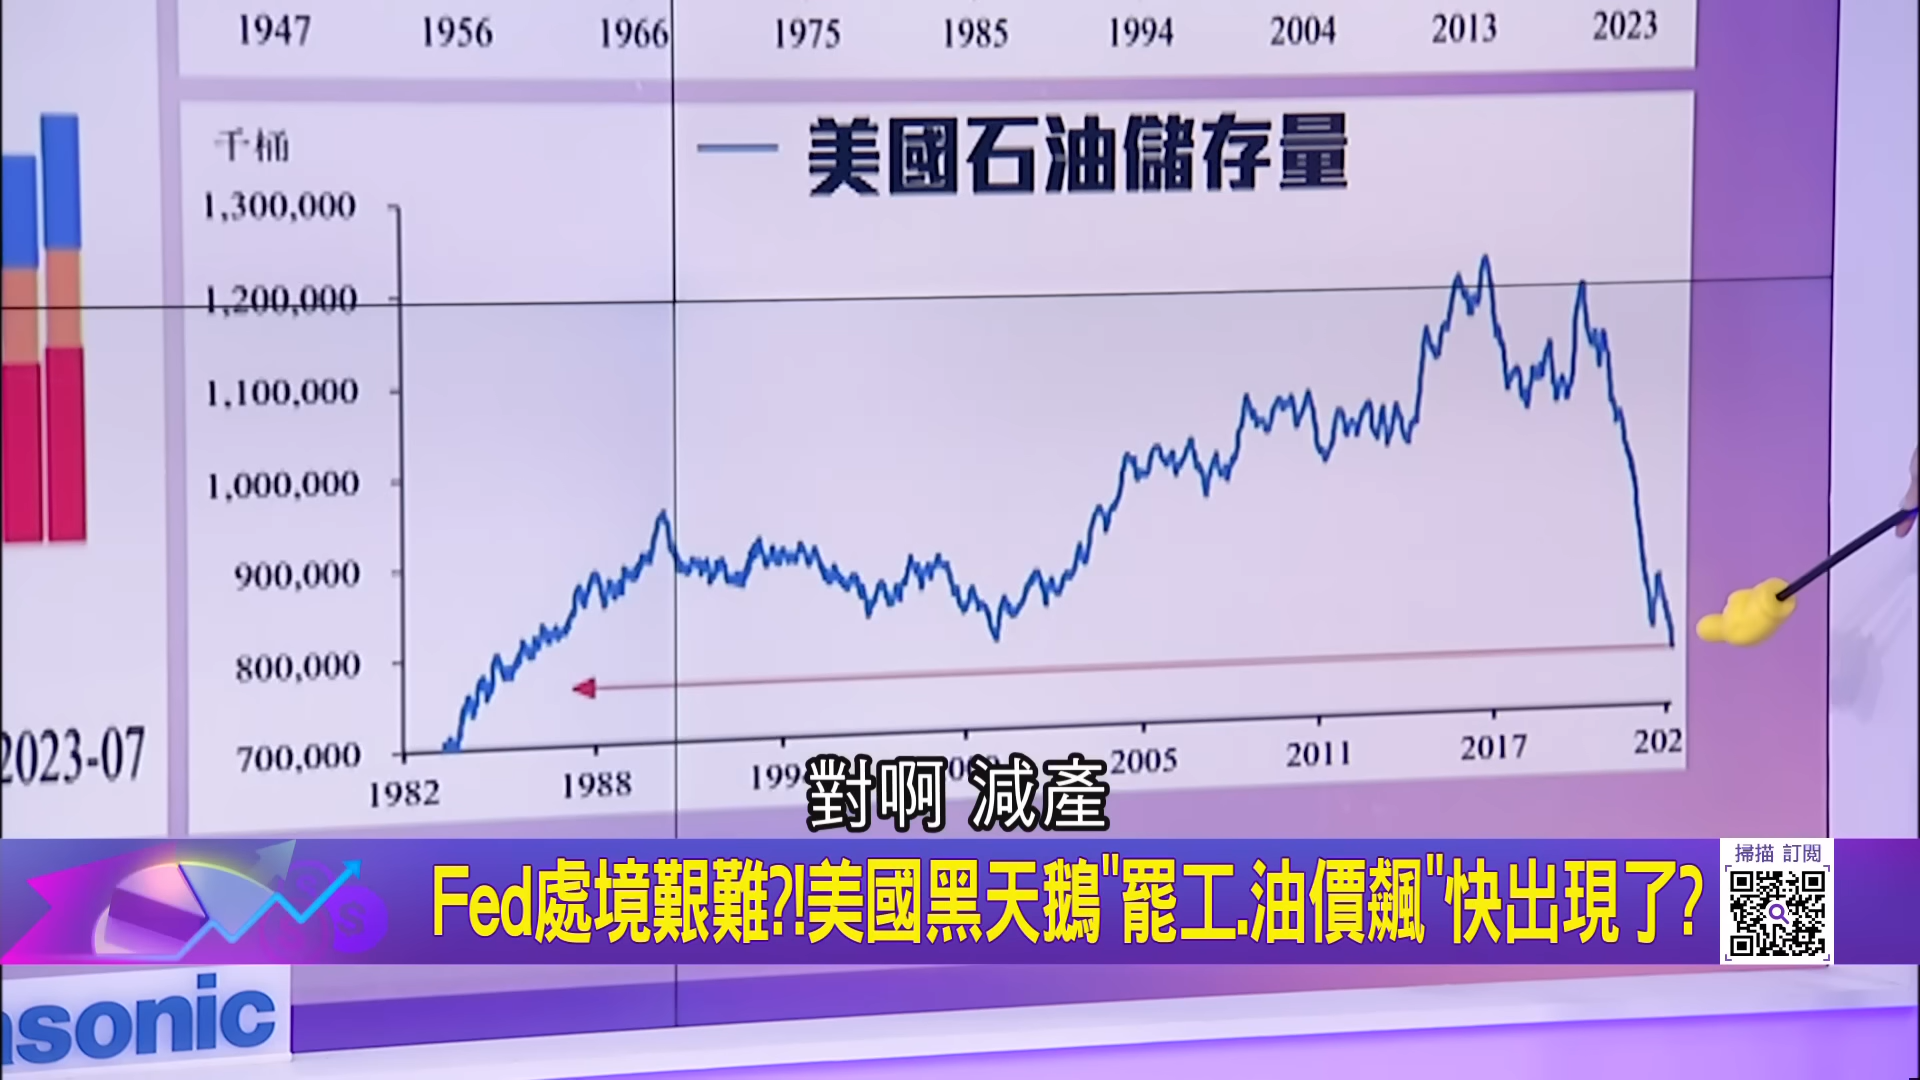 1947 1956 1966 1975 1985 1994 2004 2013 2023
千桶
美國石油儲存量
1,300,000
1,200,000
1,100,000
1,000,000
900,000
800,000
700,000
1982 1988 2005 2011 2017 202
2023-07
對啊 減產
Fed處境艱難?!美國黑天鵝"罷工.油價飆"快出現了?
掃描 訂閱
asonic